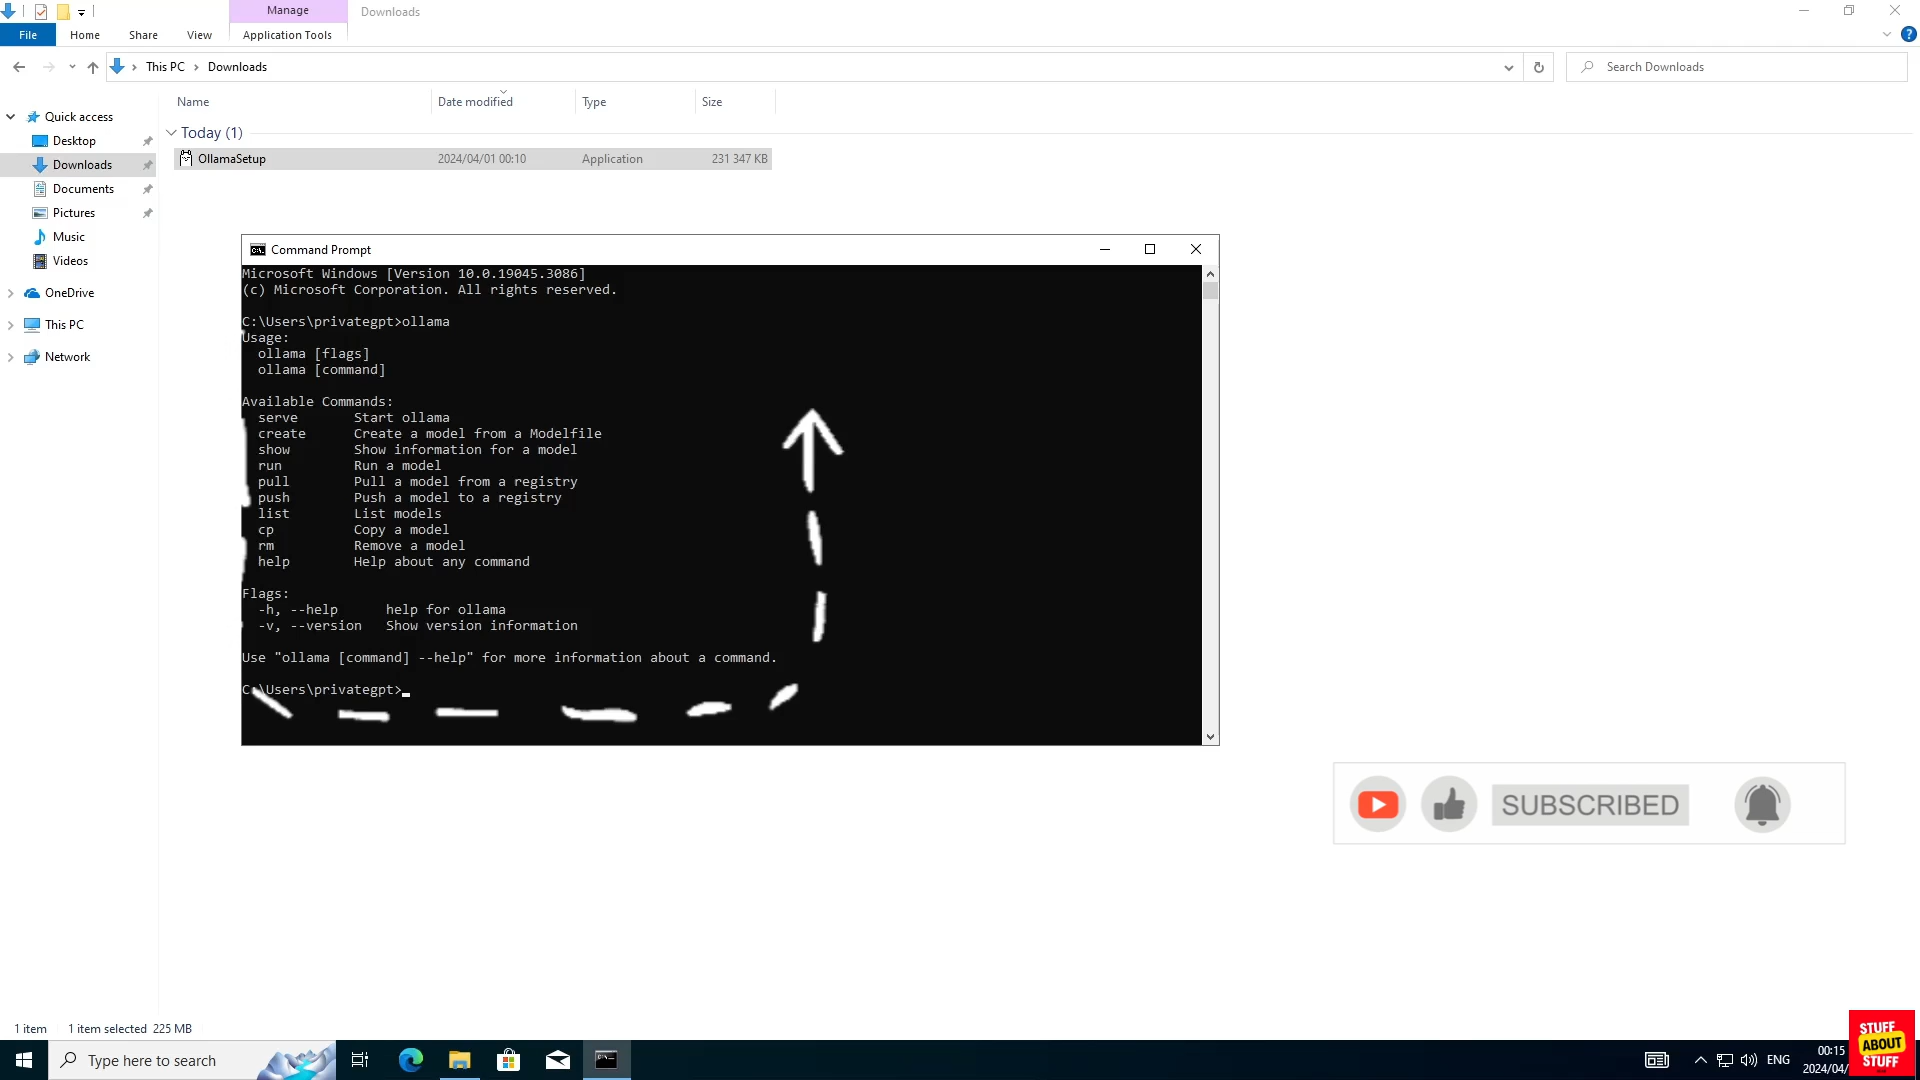 Manage
Downloads
File
Home
Share
View
Application Tools
This PC
Downloads
Search Downloads
Name
Date modified
Type
Size
Quick access
Desktop
Downloads
Documents
Pictures
Music
Videos
OneDrive
This PC
Network
Today (1)
OllamaSetup
2024/04/01 00:10
Application
231 347 KB
Command Prompt
Microsoft Windows [Version 10.0.19045.3086]
(c) Microsoft Corporation. All rights reserved.
C:\Users\privategpt>ollama
Usage:
ollama [flags]
ollama [command]
Available Commands:
serve Start ollama
create Create a model from a Modelfile
show Show information for a model
run Run a model
pull Pull a model from a registry
push Push a model to a registry
list List models
cp Copy a model
rm Remove a model
help Help about any command
Flags:
-h, --help help for ollama
-v, --version Show version information
Use "ollama [command] --help" for more information about a command.
C:\Users\privategpt>
SUBSCRIBED
1 item
1 item selected 225 MB
Type here to search
ENG
00:15
2024/04/
STUFF
ABOUT
STUFF